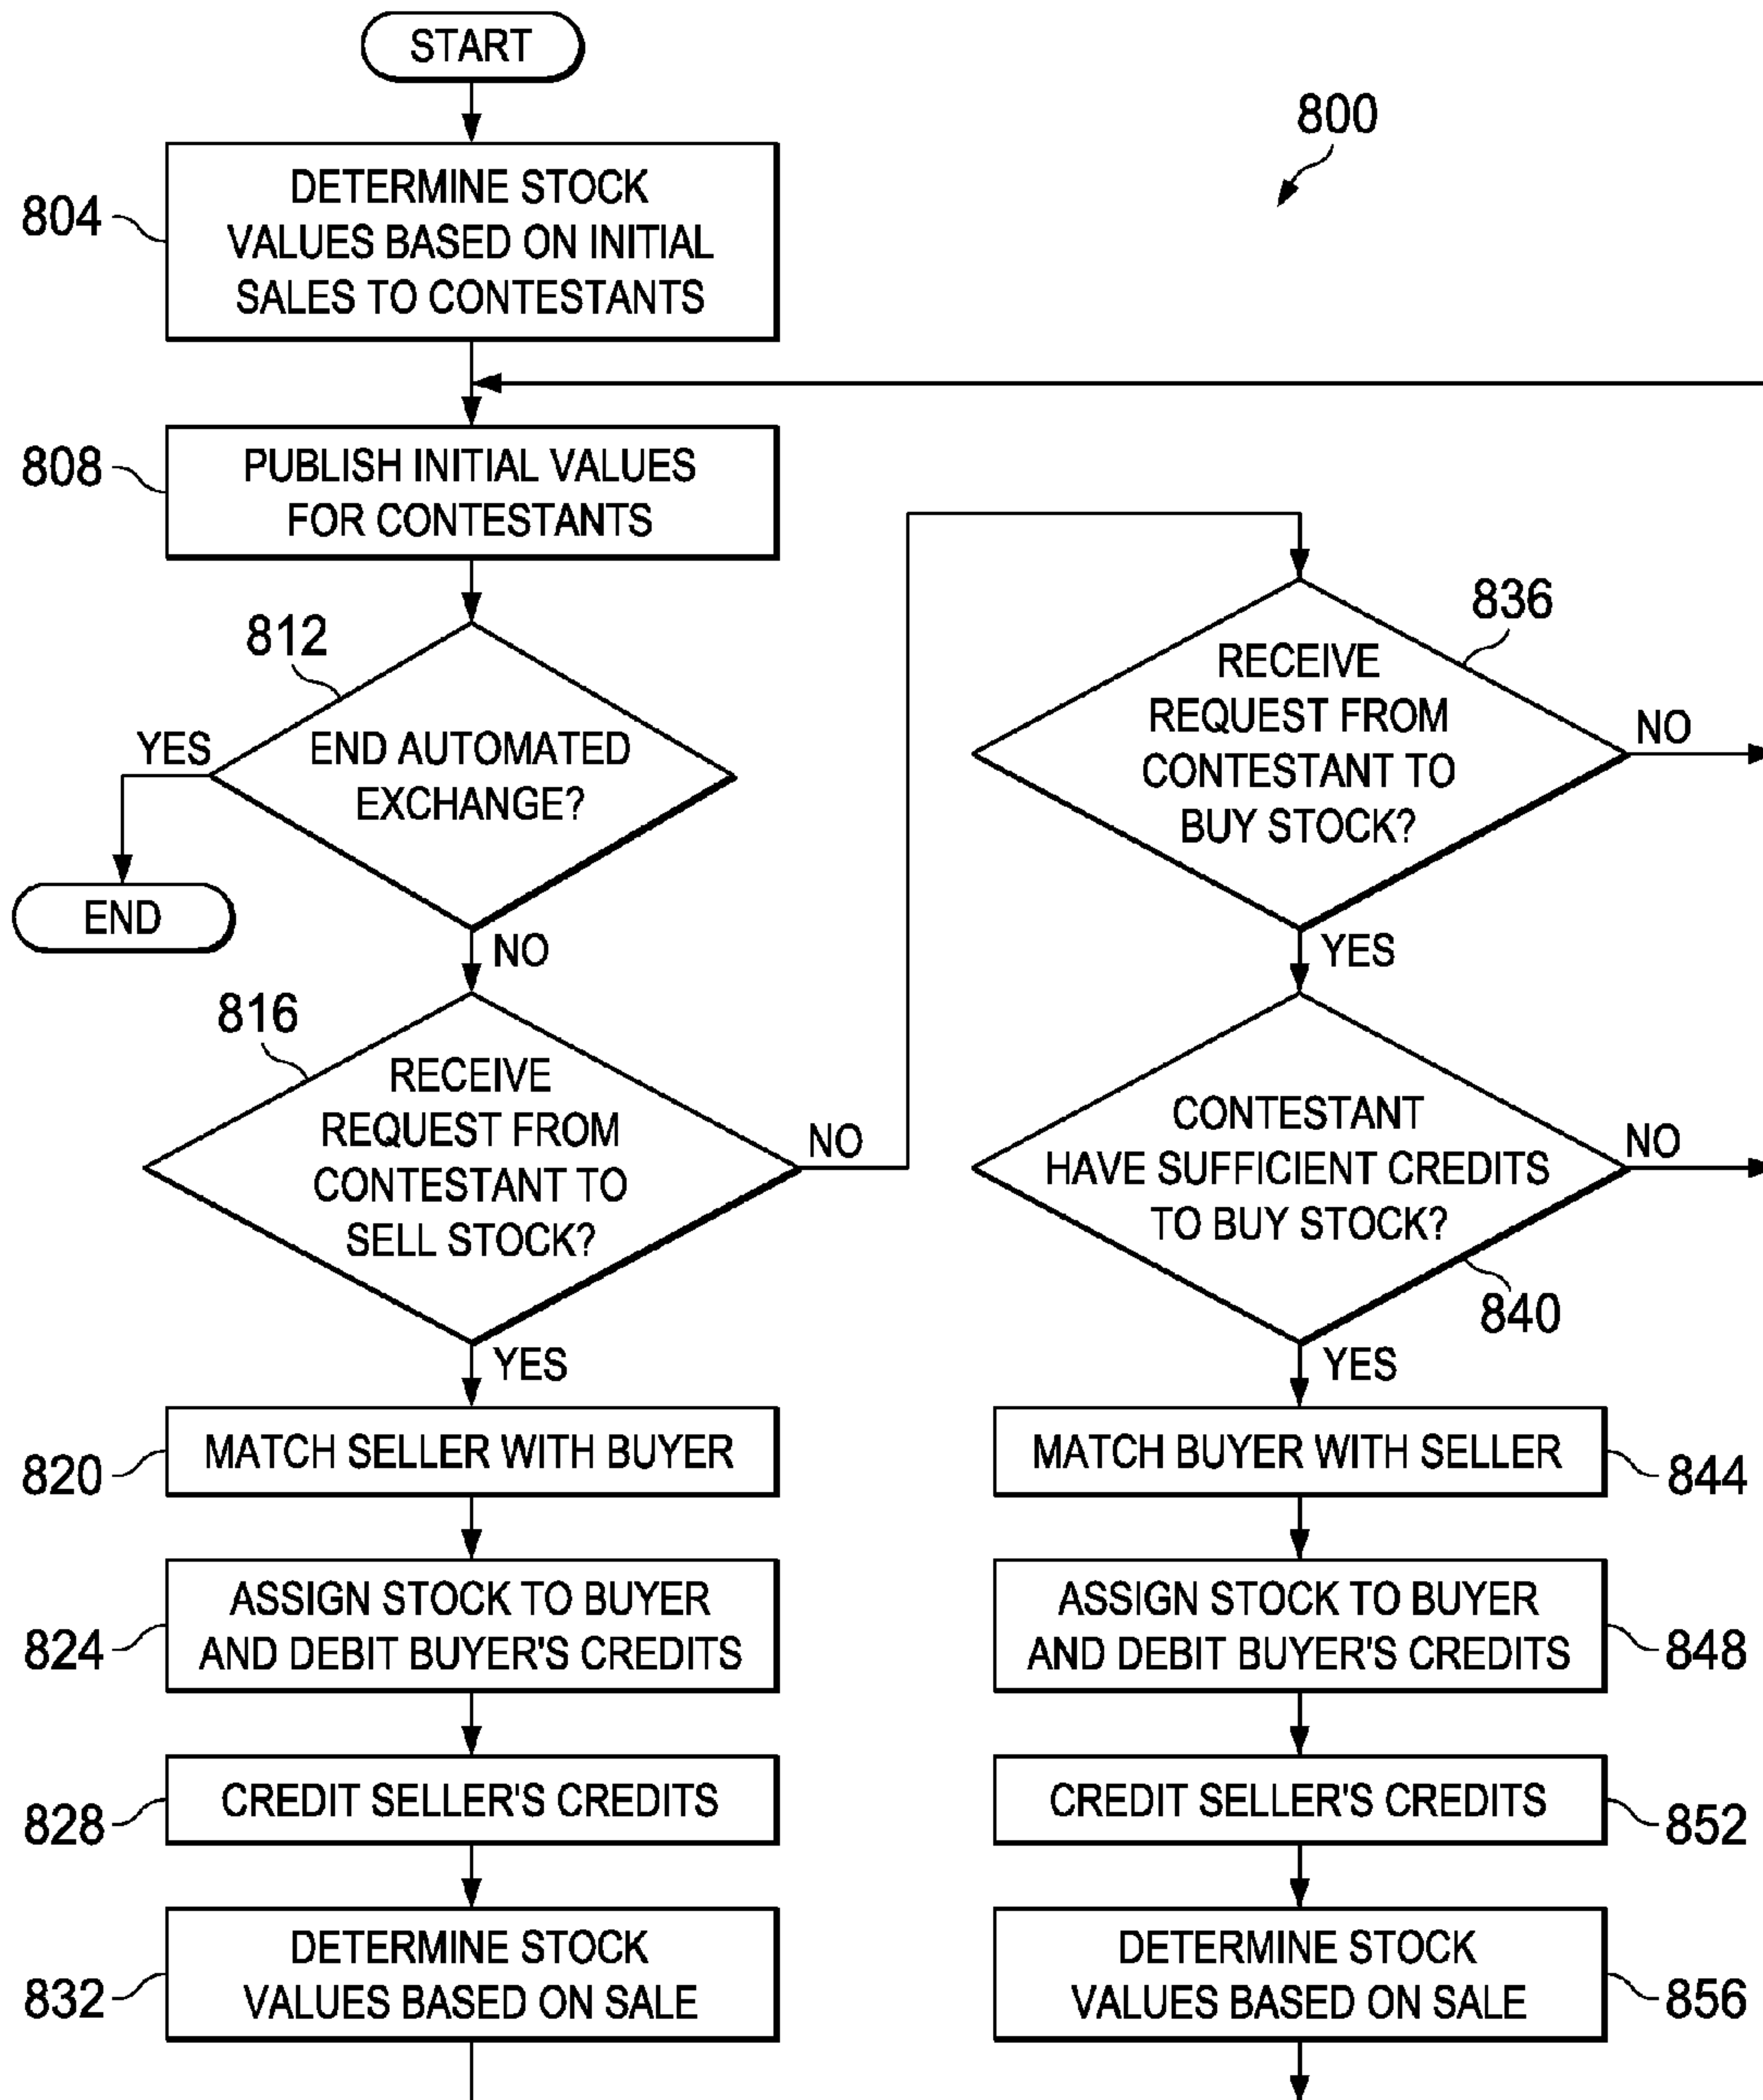 START
800
804
DETERMINE STOCK
VALUES BASED ON INITIAL
SALES TO CONTESTANTS
808
PUBLISH INITIAL VALUES
FOR CONTESTANTS
812
END AUTOMATED
EXCHANGE?
YES
END
NO
816
RECEIVE
REQUEST FROM
CONTESTANT TO
SELL STOCK?
NO
YES
820
MATCH SELLER WITH BUYER
824
ASSIGN STOCK TO BUYER
AND DEBIT BUYER'S CREDITS
828
CREDIT SELLER'S CREDITS
832
DETERMINE STOCK
VALUES BASED ON SALE
836
RECEIVE
REQUEST FROM
CONTESTANT TO
BUY STOCK?
NO
YES
CONTESTANT
HAVE SUFFICIENT CREDITS
TO BUY STOCK?
NO
840
YES
MATCH BUYER WITH SELLER
844
ASSIGN STOCK TO BUYER
AND DEBIT BUYER'S CREDITS
848
CREDIT SELLER'S CREDITS
852
DETERMINE STOCK
VALUES BASED ON SALE
856